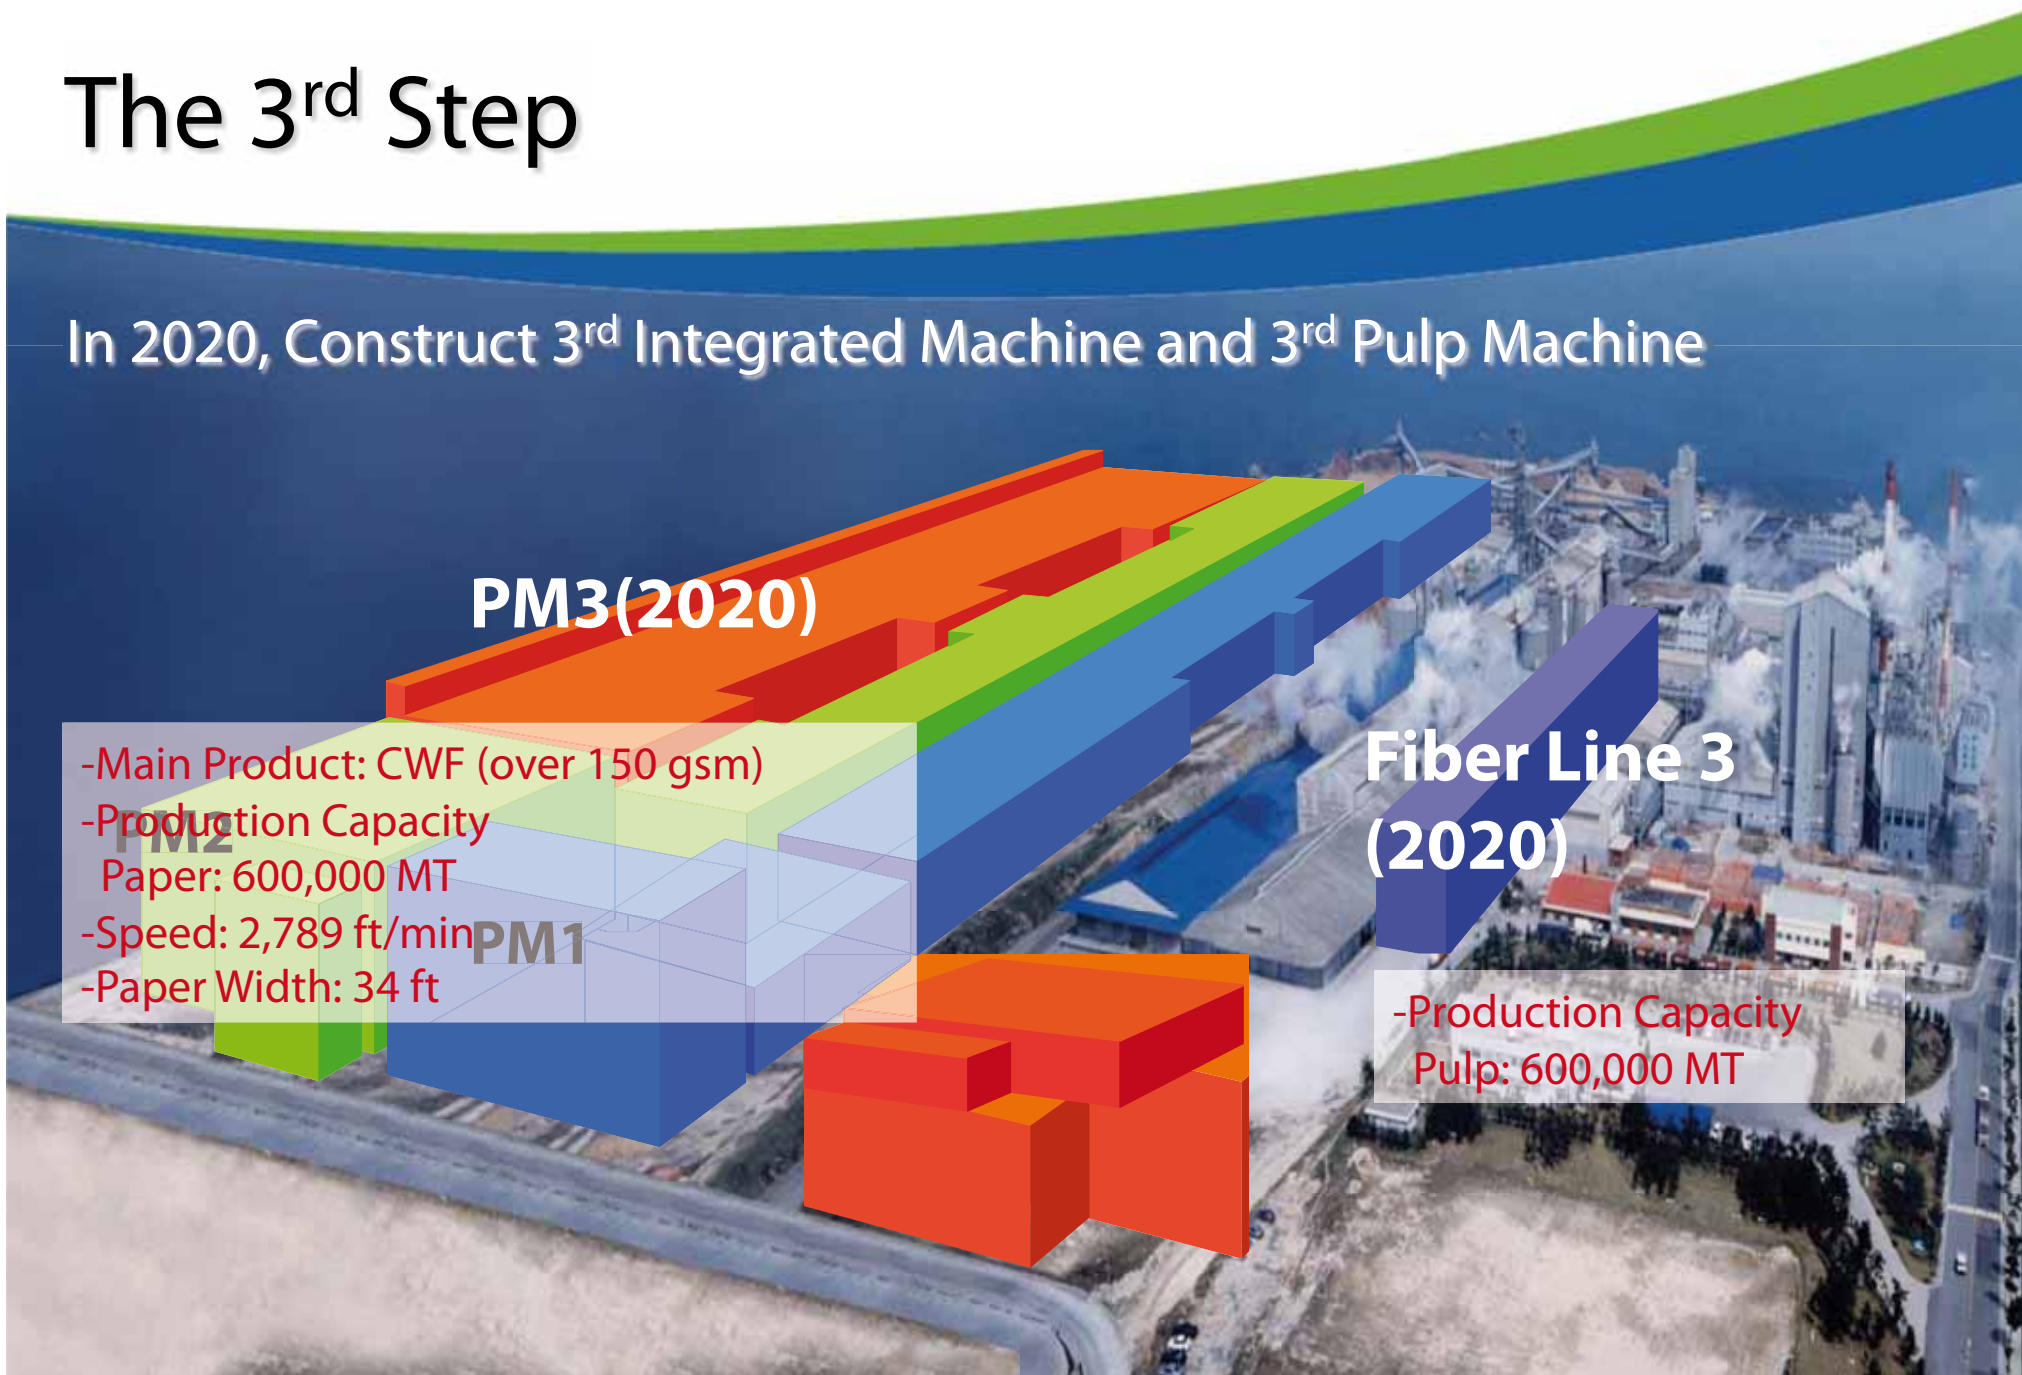 The 3rd Step
In 2020, Construct 3rd Integrated Machine and 3rd Pulp Machine
PM3(2020)
-Main Product: CWF (over 150 gsm)
-Production Capacity
PM2
Paper: 600,000 MT
-Speed: 2,789 ft/min
PM1
-Paper Width: 34 ft
Fiber Line 3
(2020)
-Production Capacity
Pulp: 600,000 MT